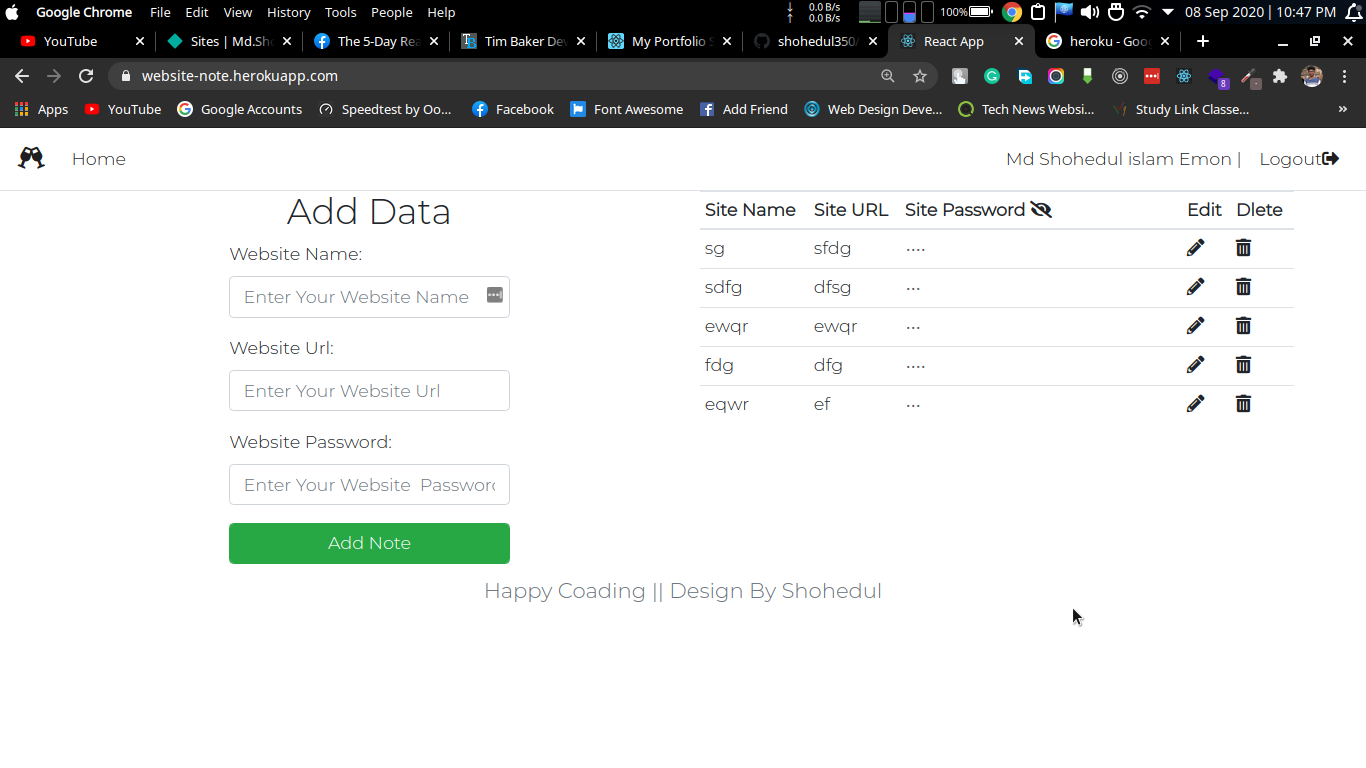 Google Chrome File Edit View History Tools People Help 0.0 B/s 0.0 B/s 100% 08 Sep 2020 | 10:47 PM
YouTube Sites | Md.Sh The 5-Day Rea Tim Baker Dev My Portfolio S shohedul350/ React App heroku - Goog
website-note.herokuapp.com 8
Apps YouTube Google Accounts Speedtest by Oo... Facebook Font Awesome Add Friend Web Design Deve... Tech News Websi... Study Link Classe... »
Home Md Shohedul islam Emon | Logout
Add Data
Website Name:
Enter Your Website Name
Website Url:
Enter Your Website Url
Website Password:
Enter Your Website Password
Add Note
Site Name Site URL Site Password Edit Dlete
sg sfdg ····
sdfg dfsg ···
ewqr ewqr ···
fdg dfg ····
eqwr ef ···
Happy Coading || Design By Shohedul